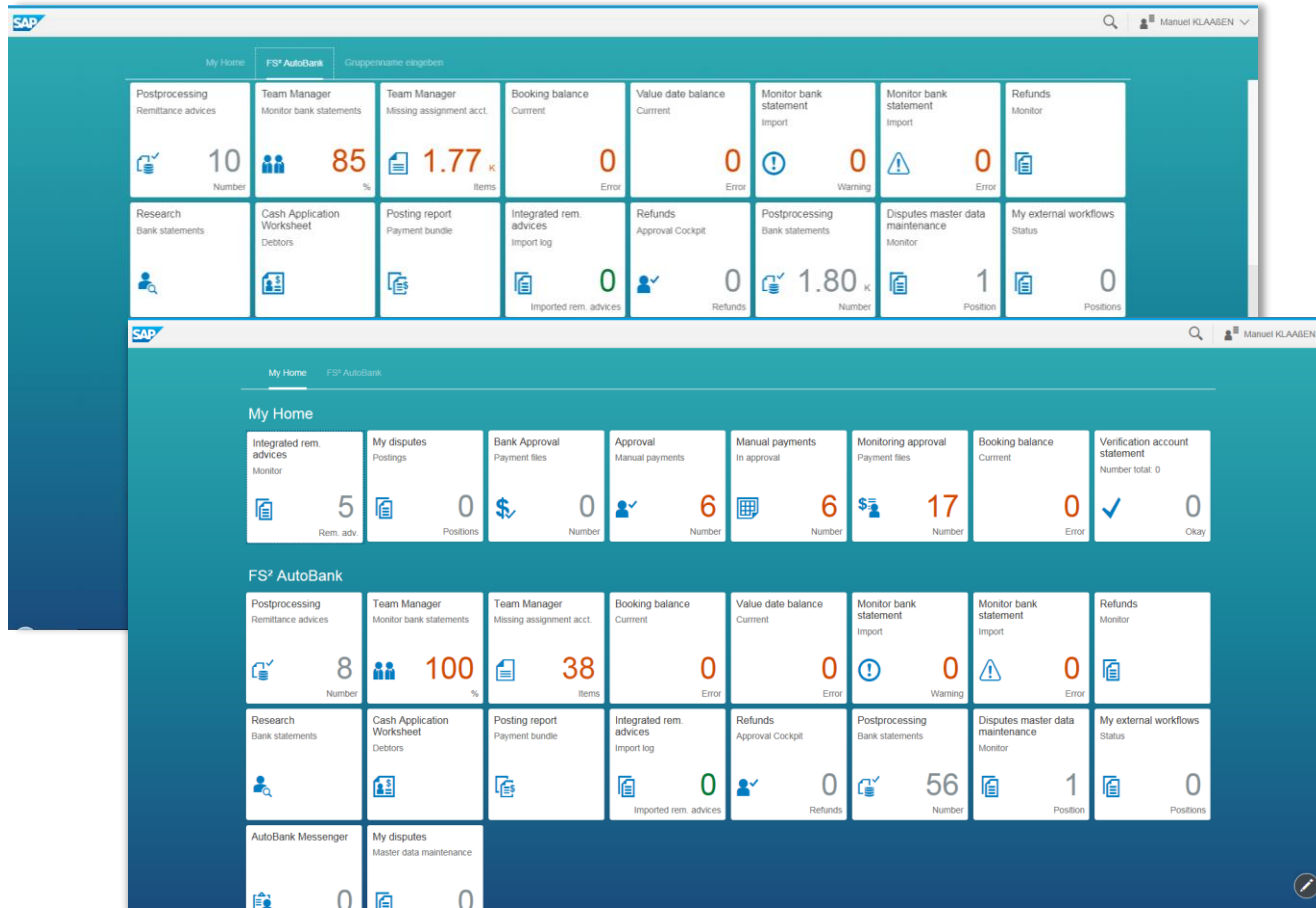 SAP
Manuel KLAAßEN
My Home FS² AutoBank Gruppenname eingeben
Postprocessing
Remittance advices
10
Number
Team Manager
Monitor bank statements
85
%
Team Manager
Missing assignment acct.
1.77 K
Items
Booking balance
Currrent
0
Error
Value date balance
Currrent
0
Error
Monitor bank
statement
Import
0
Warning
Monitor bank
statement
Import
0
Error
Refunds
Monitor
Research
Bank statements
Cash Application
Worksheet
Debtors
Posting report
Payment bundle
Integrated rem.
advices
Import log
0
Imported rem. advices
Refunds
Approval Cockpit
0
Refunds
Postprocessing
Bank statements
1.80 K
Number
Disputes master data
maintenance
Monitor
1
Position
My external workflows
Status
0
Positions
SAP
Manuel KLAAßEN
My Home FS² AutoBank
My Home
Integrated rem.
advices
Monitor
5
Rem. adv.
My disputes
Postings
0
Positions
Bank Approval
Payment files
0
Number
Approval
Manual payments
6
Number
Manual payments
In approval
6
Number
Monitoring approval
Payment files
17
Number
Booking balance
Currrent
0
Error
Verification account
statement
Number total: 0
0
Okay
FS² AutoBank
Postprocessing
Remittance advices
8
Number
Team Manager
Monitor bank statements
100
%
Team Manager
Missing assignment acct.
38
Items
Booking balance
Currrent
0
Error
Value date balance
Currrent
0
Error
Monitor bank
statement
Import
0
Warning
Monitor bank
statement
Import
0
Error
Refunds
Monitor
Research
Bank statements
Cash Application
Worksheet
Debtors
Posting report
Payment bundle
Integrated rem.
advices
Import log
0
Imported rem. advices
Refunds
Approval Cockpit
0
Refunds
Postprocessing
Bank statements
56
Number
Disputes master data
maintenance
Monitor
1
Position
My external workflows
Status
0
Positions
AutoBank Messenger
0
My disputes
Master data maintenance
0